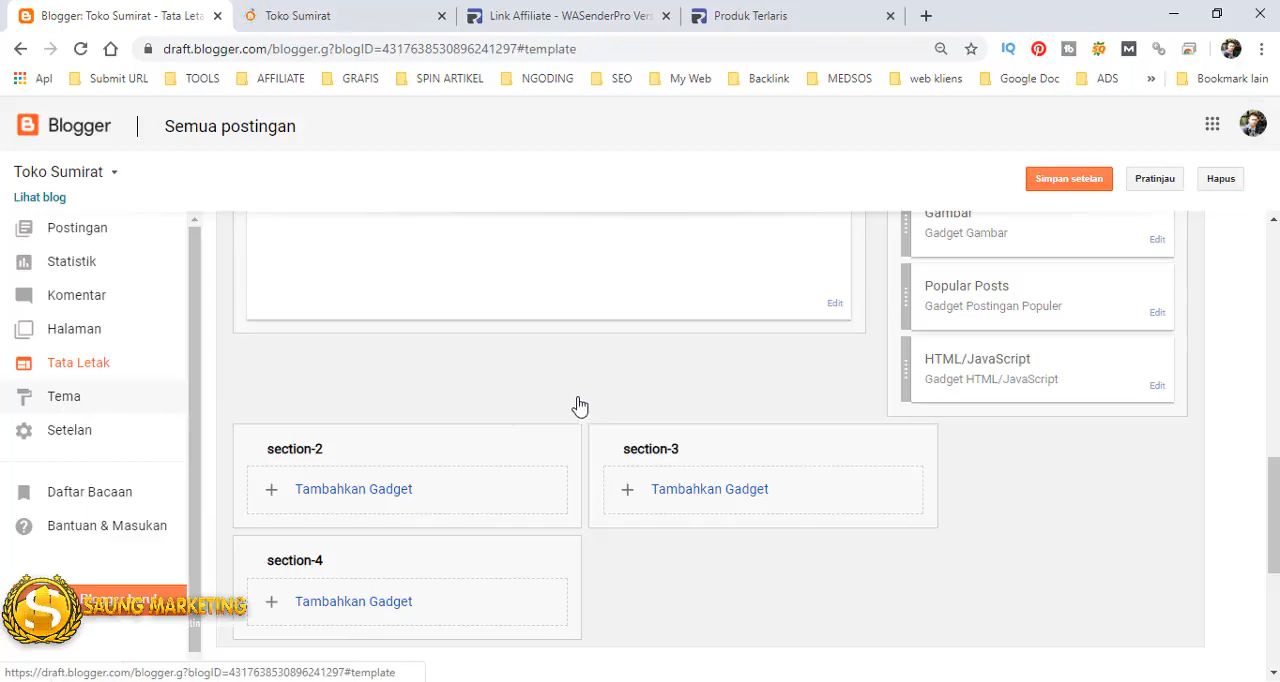 Blogger: Toko Sumirat - Tata Leta
Toko Sumirat
Link Affiliate - WASenderPro Vers
Produk Terlaris
draft.blogger.com/blogger.g?blogID=4317638530896241297#template
Apl
Submit URL
TOOLS
AFFILIATE
GRAFIS
SPIN ARTIKEL
NGODING
SEO
My Web
Backlink
MEDSOS
web kliens
Google Doc
ADS
Bookmark lain
Blogger
Semua postingan
Toko Sumirat
Lihat blog
Simpan setelan
Pratinjau
Hapus
Postingan
Statistik
Komentar
Halaman
Tata Letak
Tema
Setelan
Daftar Bacaan
Bantuan & Masukan
SAUNG MARKETING
Edit
Gambar
Gadget Gambar
Edit
Popular Posts
Gadget Postingan Populer
Edit
HTML/JavaScript
Gadget HTML/JavaScript
Edit
section-2
+ Tambahkan Gadget
section-3
+ Tambahkan Gadget
section-4
+ Tambahkan Gadget
https://draft.blogger.com/blogger.g?blogID=4317638530896241297#template